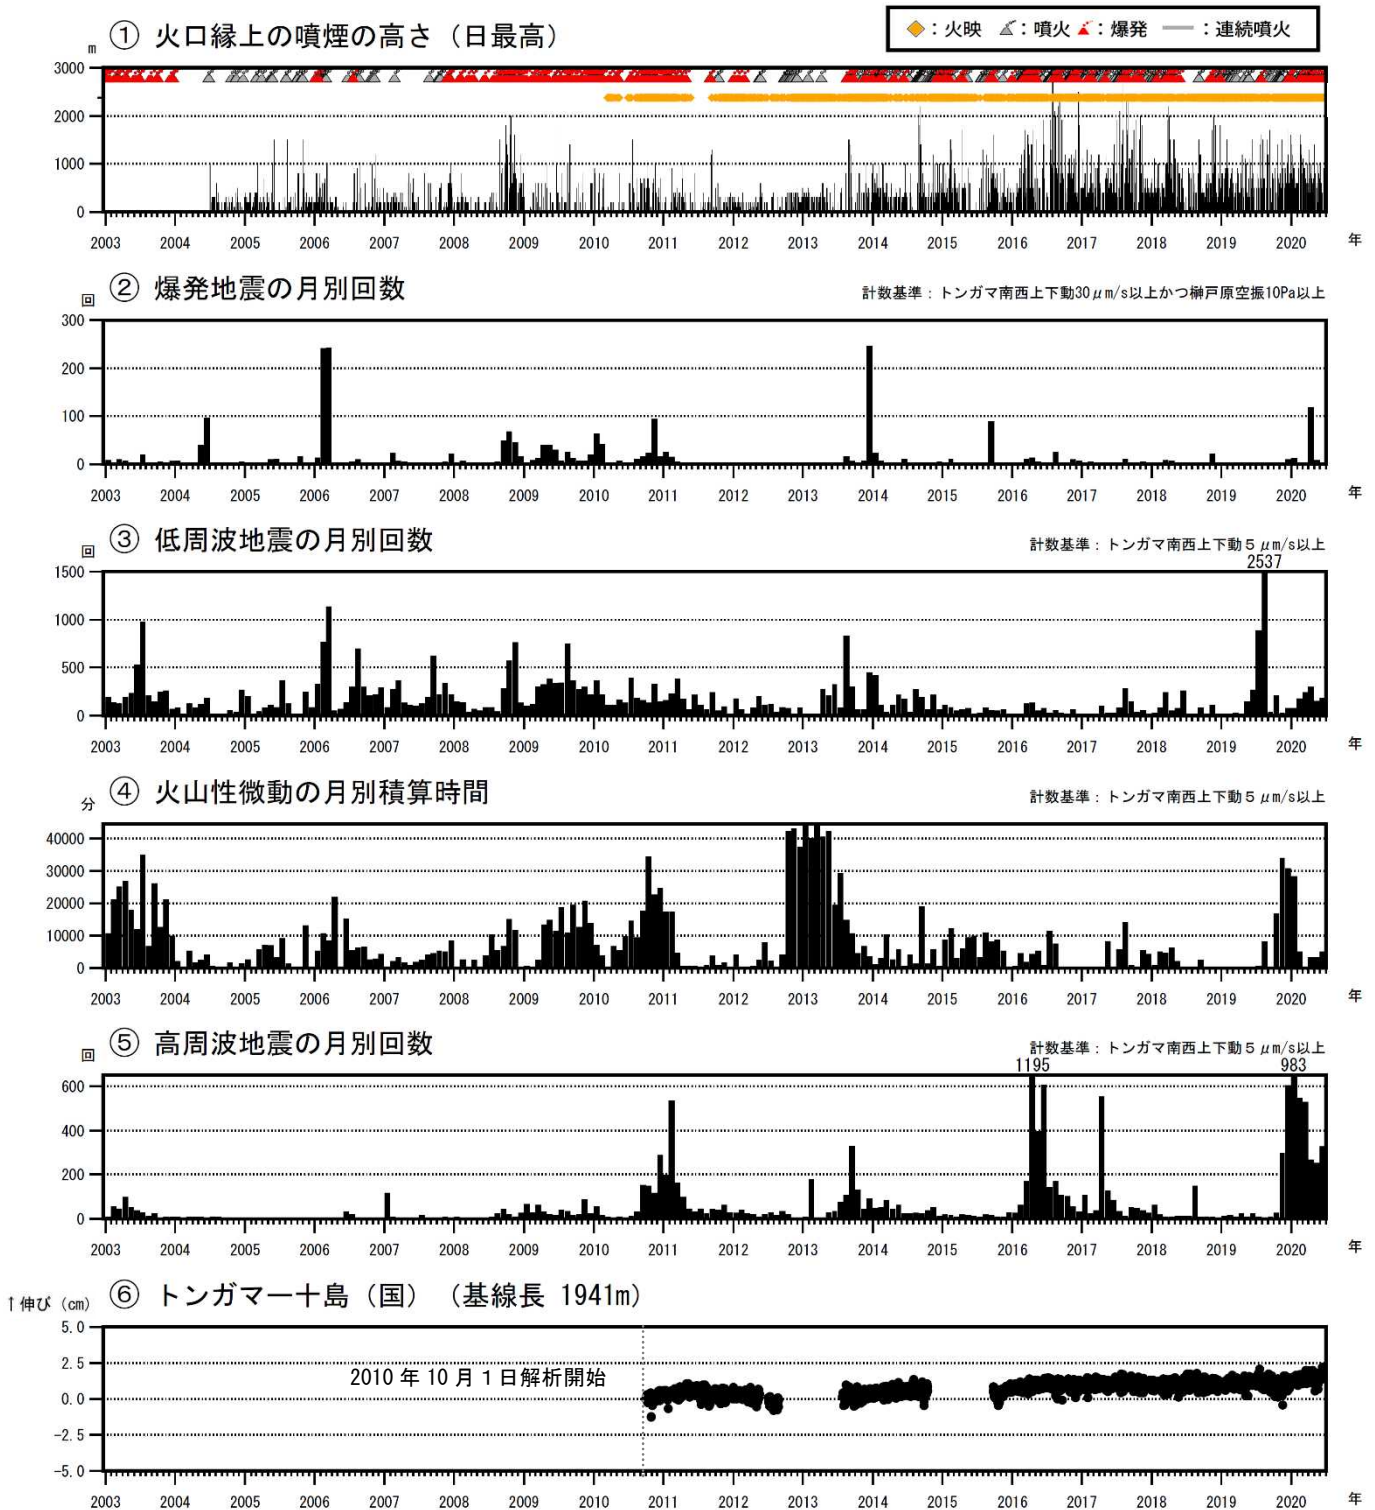 ① 火口縁上の噴煙の高さ（日最高）
◆：火映 ：噴火 ：爆発 ：連続噴火
m
3000
2000
1000
0
2003 2004 2005 2006 2007 2008 2009 2010 2011 2012 2013 2014 2015 2016 2017 2018 2019 2020 年
② 爆発地震の月別回数
回
計数基準：トンガマ南西上下動30μm/s以上かつ榊戸原空振10Pa以上
300
200
100
0
2003 2004 2005 2006 2007 2008 2009 2010 2011 2012 2013 2014 2015 2016 2017 2018 2019 2020 年
③ 低周波地震の月別回数
回
計数基準：トンガマ南西上下動５μm/s以上
2537
1500
1000
500
0
2003 2004 2005 2006 2007 2008 2009 2010 2011 2012 2013 2014 2015 2016 2017 2018 2019 2020 年
④ 火山性微動の月別積算時間
分
計数基準：トンガマ南西上下動５μm/s以上
40000
30000
20000
10000
0
2003 2004 2005 2006 2007 2008 2009 2010 2011 2012 2013 2014 2015 2016 2017 2018 2019 2020 年
⑤ 高周波地震の月別回数
回
計数基準：トンガマ南西上下動５μm/s以上
1195 983
600
400
200
0
2003 2004 2005 2006 2007 2008 2009 2010 2011 2012 2013 2014 2015 2016 2017 2018 2019 2020 年
⑥ トンガマー十島（国）（基線長 1941m）
↑伸び（cm）
5.0
2.5
0.0
-2.5
-5.0
2010 年 10 月 1 日解析開始
2003 2004 2005 2006 2007 2008 2009 2010 2011 2012 2013 2014 2015 2016 2017 2018 2019 2020 年